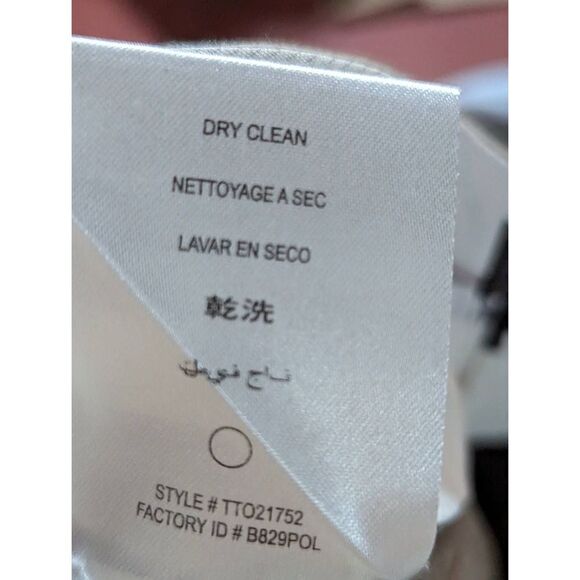 DRY CLEAN
NETTOYAGE A SEC
LAVAR EN SECO
乾洗
STYLE # TTO21752
FACTORY ID # B829POL